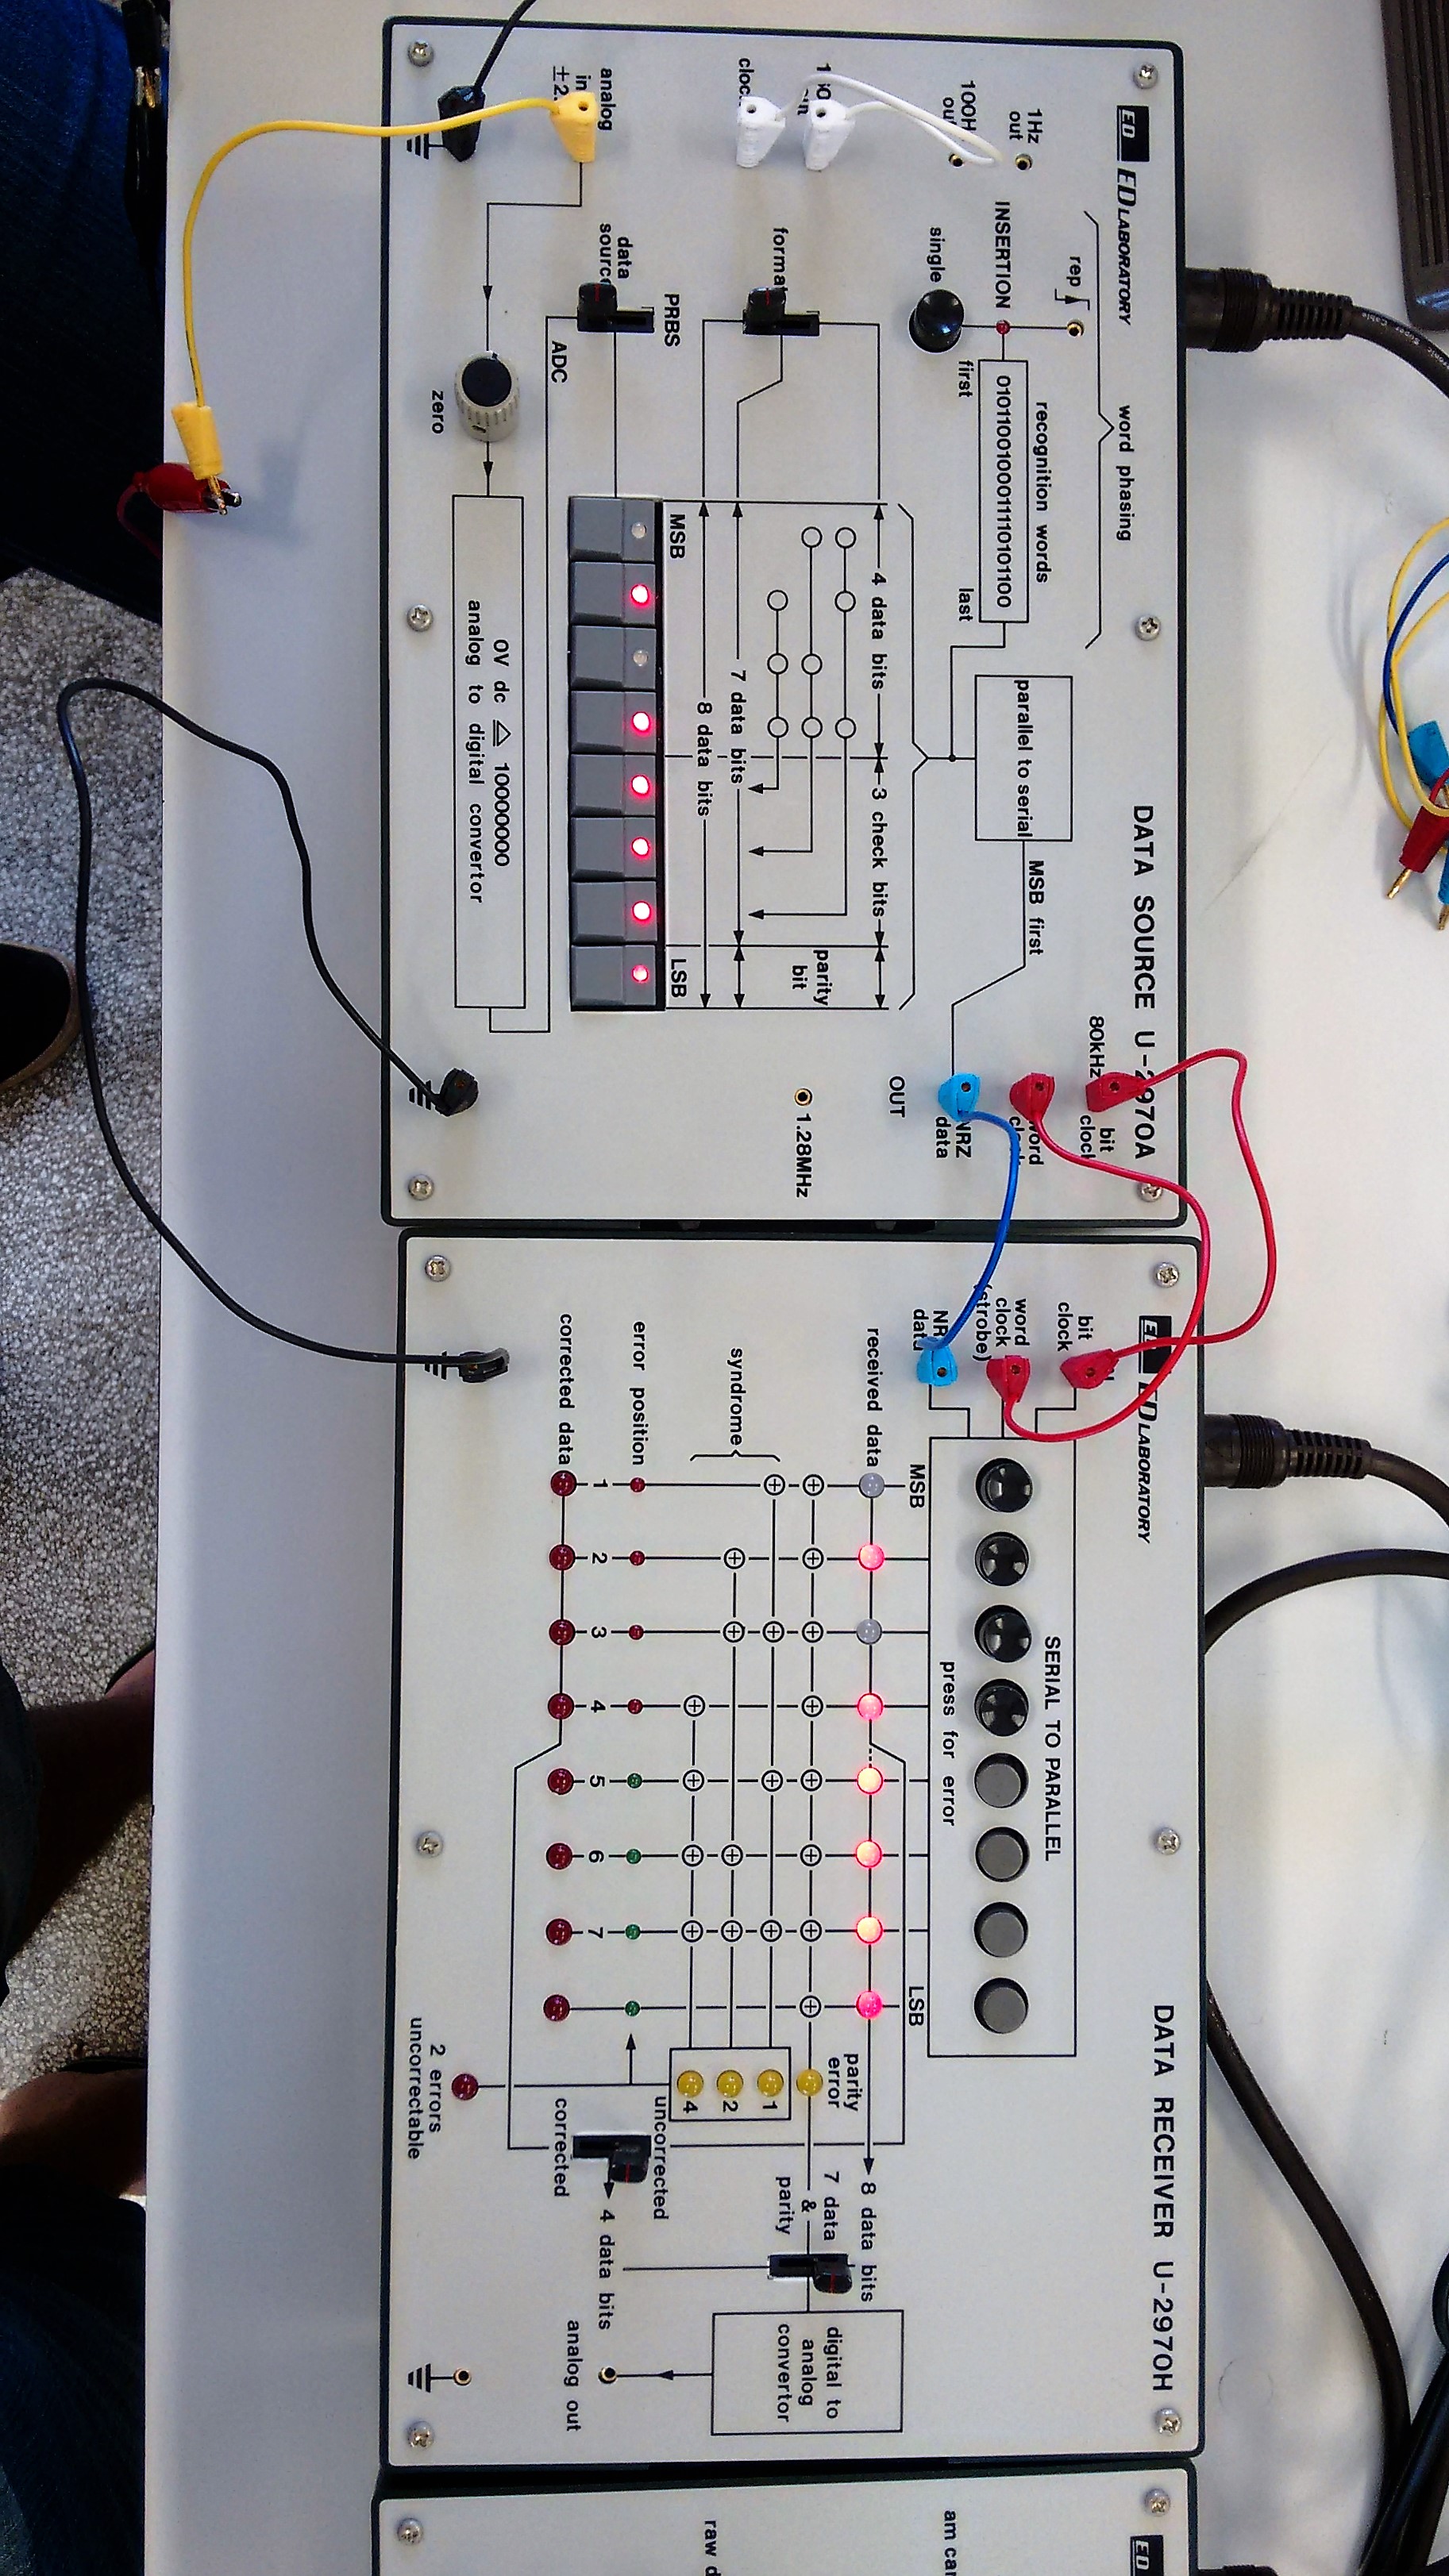 ED LABORATORY
DATA SOURCE U-2970A
word phasing
1Hz
out
rep
80kHz
bit
recognition words
INSERTION
0101100100011110101100
single
first
last
parallel to serial
MSB first
NRZ
data
OUT
format
4 data bits
3 check bits
parity
bit
7 data bits
8 data bits
1.28MHz
PRBS
MSB
LSB
data
analog
in
ADC
zero
0V dc ≙ 10000000
analog to digital convertor
ED LABORATORY
DATA RECEIVER U-2970H
bit
clock
word
clock
(strobe)
SERIAL TO PARALLEL
press for error
MSB
LSB
received data
parity
error
8 data bits
7 data
&
parity
digital to
analog
convertor
syndrome
1
2
4
error position
uncorrected
4 data bits
1 2 3 4 5 6 7
corrected data
corrected
analog out
2 errors
uncorrectable
ED